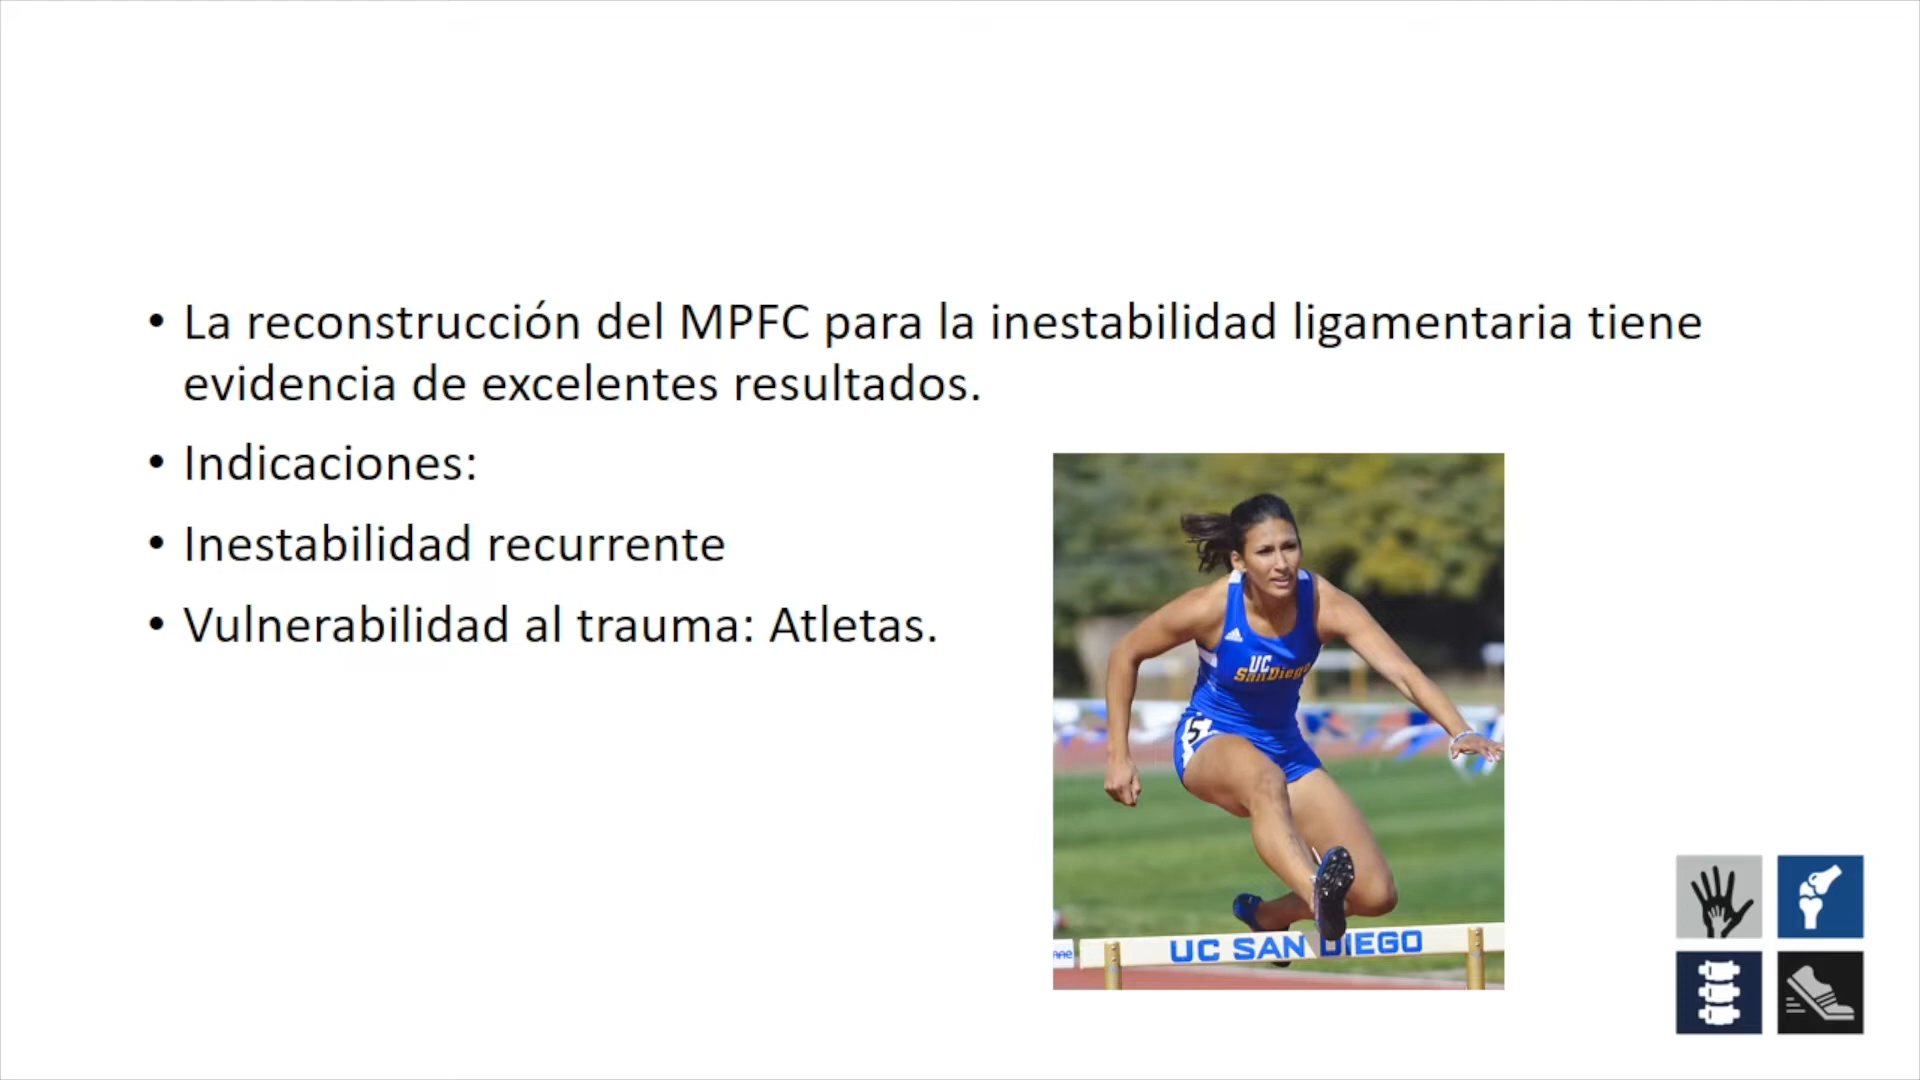 • La reconstrucción del MPFC para la inestabilidad ligamentaria tiene
evidencia de excelentes resultados.
• Indicaciones:
• Inestabilidad recurrente
• Vulnerabilidad al trauma: Atletas.
UC
San Diego
5
UC SAN DIEGO